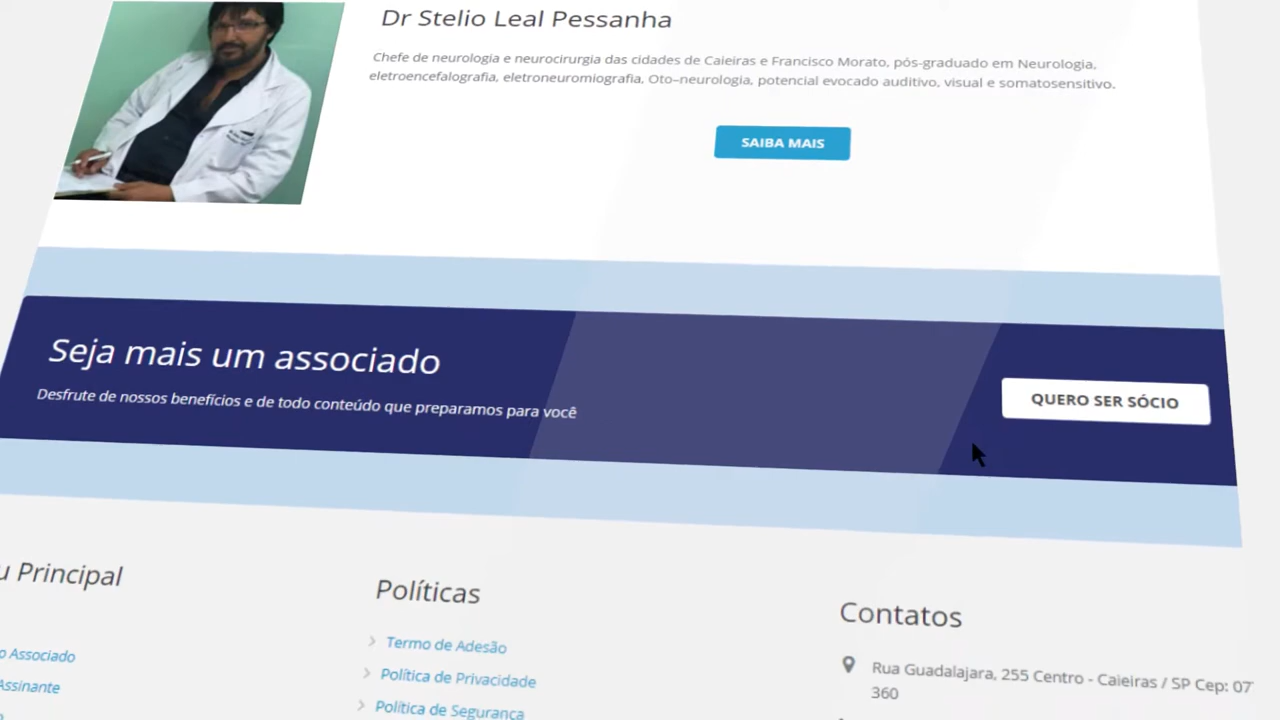 Dr Stelio Leal Pessanha
Chefe de neurologia e neurocirurgia das cidades de Caieiras e Francisco Morato, pós-graduado em Neurologia,
eletroencefalografia, eletroneuromiografia, Oto–neurologia, potencial evocado auditivo, visual e somatosensitivo.
SAIBA MAIS
Seja mais um associado
Desfrute de nossos benefícios e de todo conteúdo que preparamos para você
QUERO SER SÓCIO
u Principal
o Associado
Assinante
Políticas
Termo de Adesão
Política de Privacidade
Política de Segurança
Contatos
Rua Guadalajara, 255 Centro - Caieiras / SP Cep: 07
360